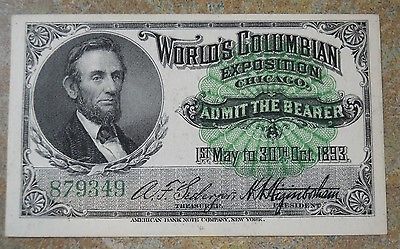 WORLD'S COLUMBIAN
EXPOSITION
CHICAGO.
ADMIT THE BEARER
1ST May to 30TH Oct. 1893.
879349
TREASURER.
PRESIDENT
AMERICAN BANK NOTE COMPANY, NEW YORK.